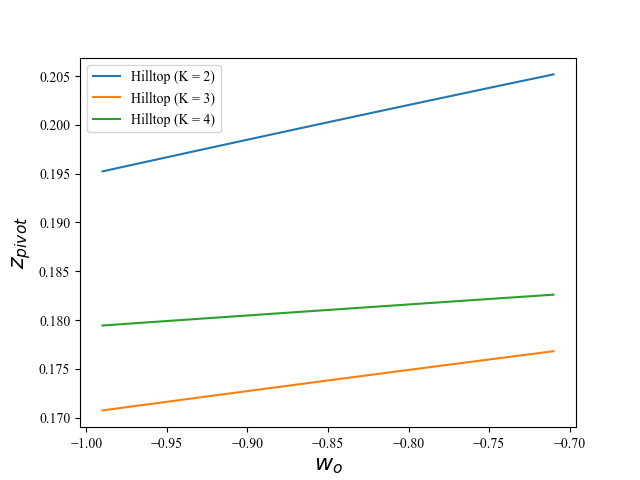 Hilltop (K = 2)
Hilltop (K = 3)
Hilltop (K = 4)
0.205
0.200
0.195
0.190
0.185
0.180
0.175
0.170
z_pivot
−1.00 −0.95 −0.90 −0.85 −0.80 −0.75 −0.70
w_o